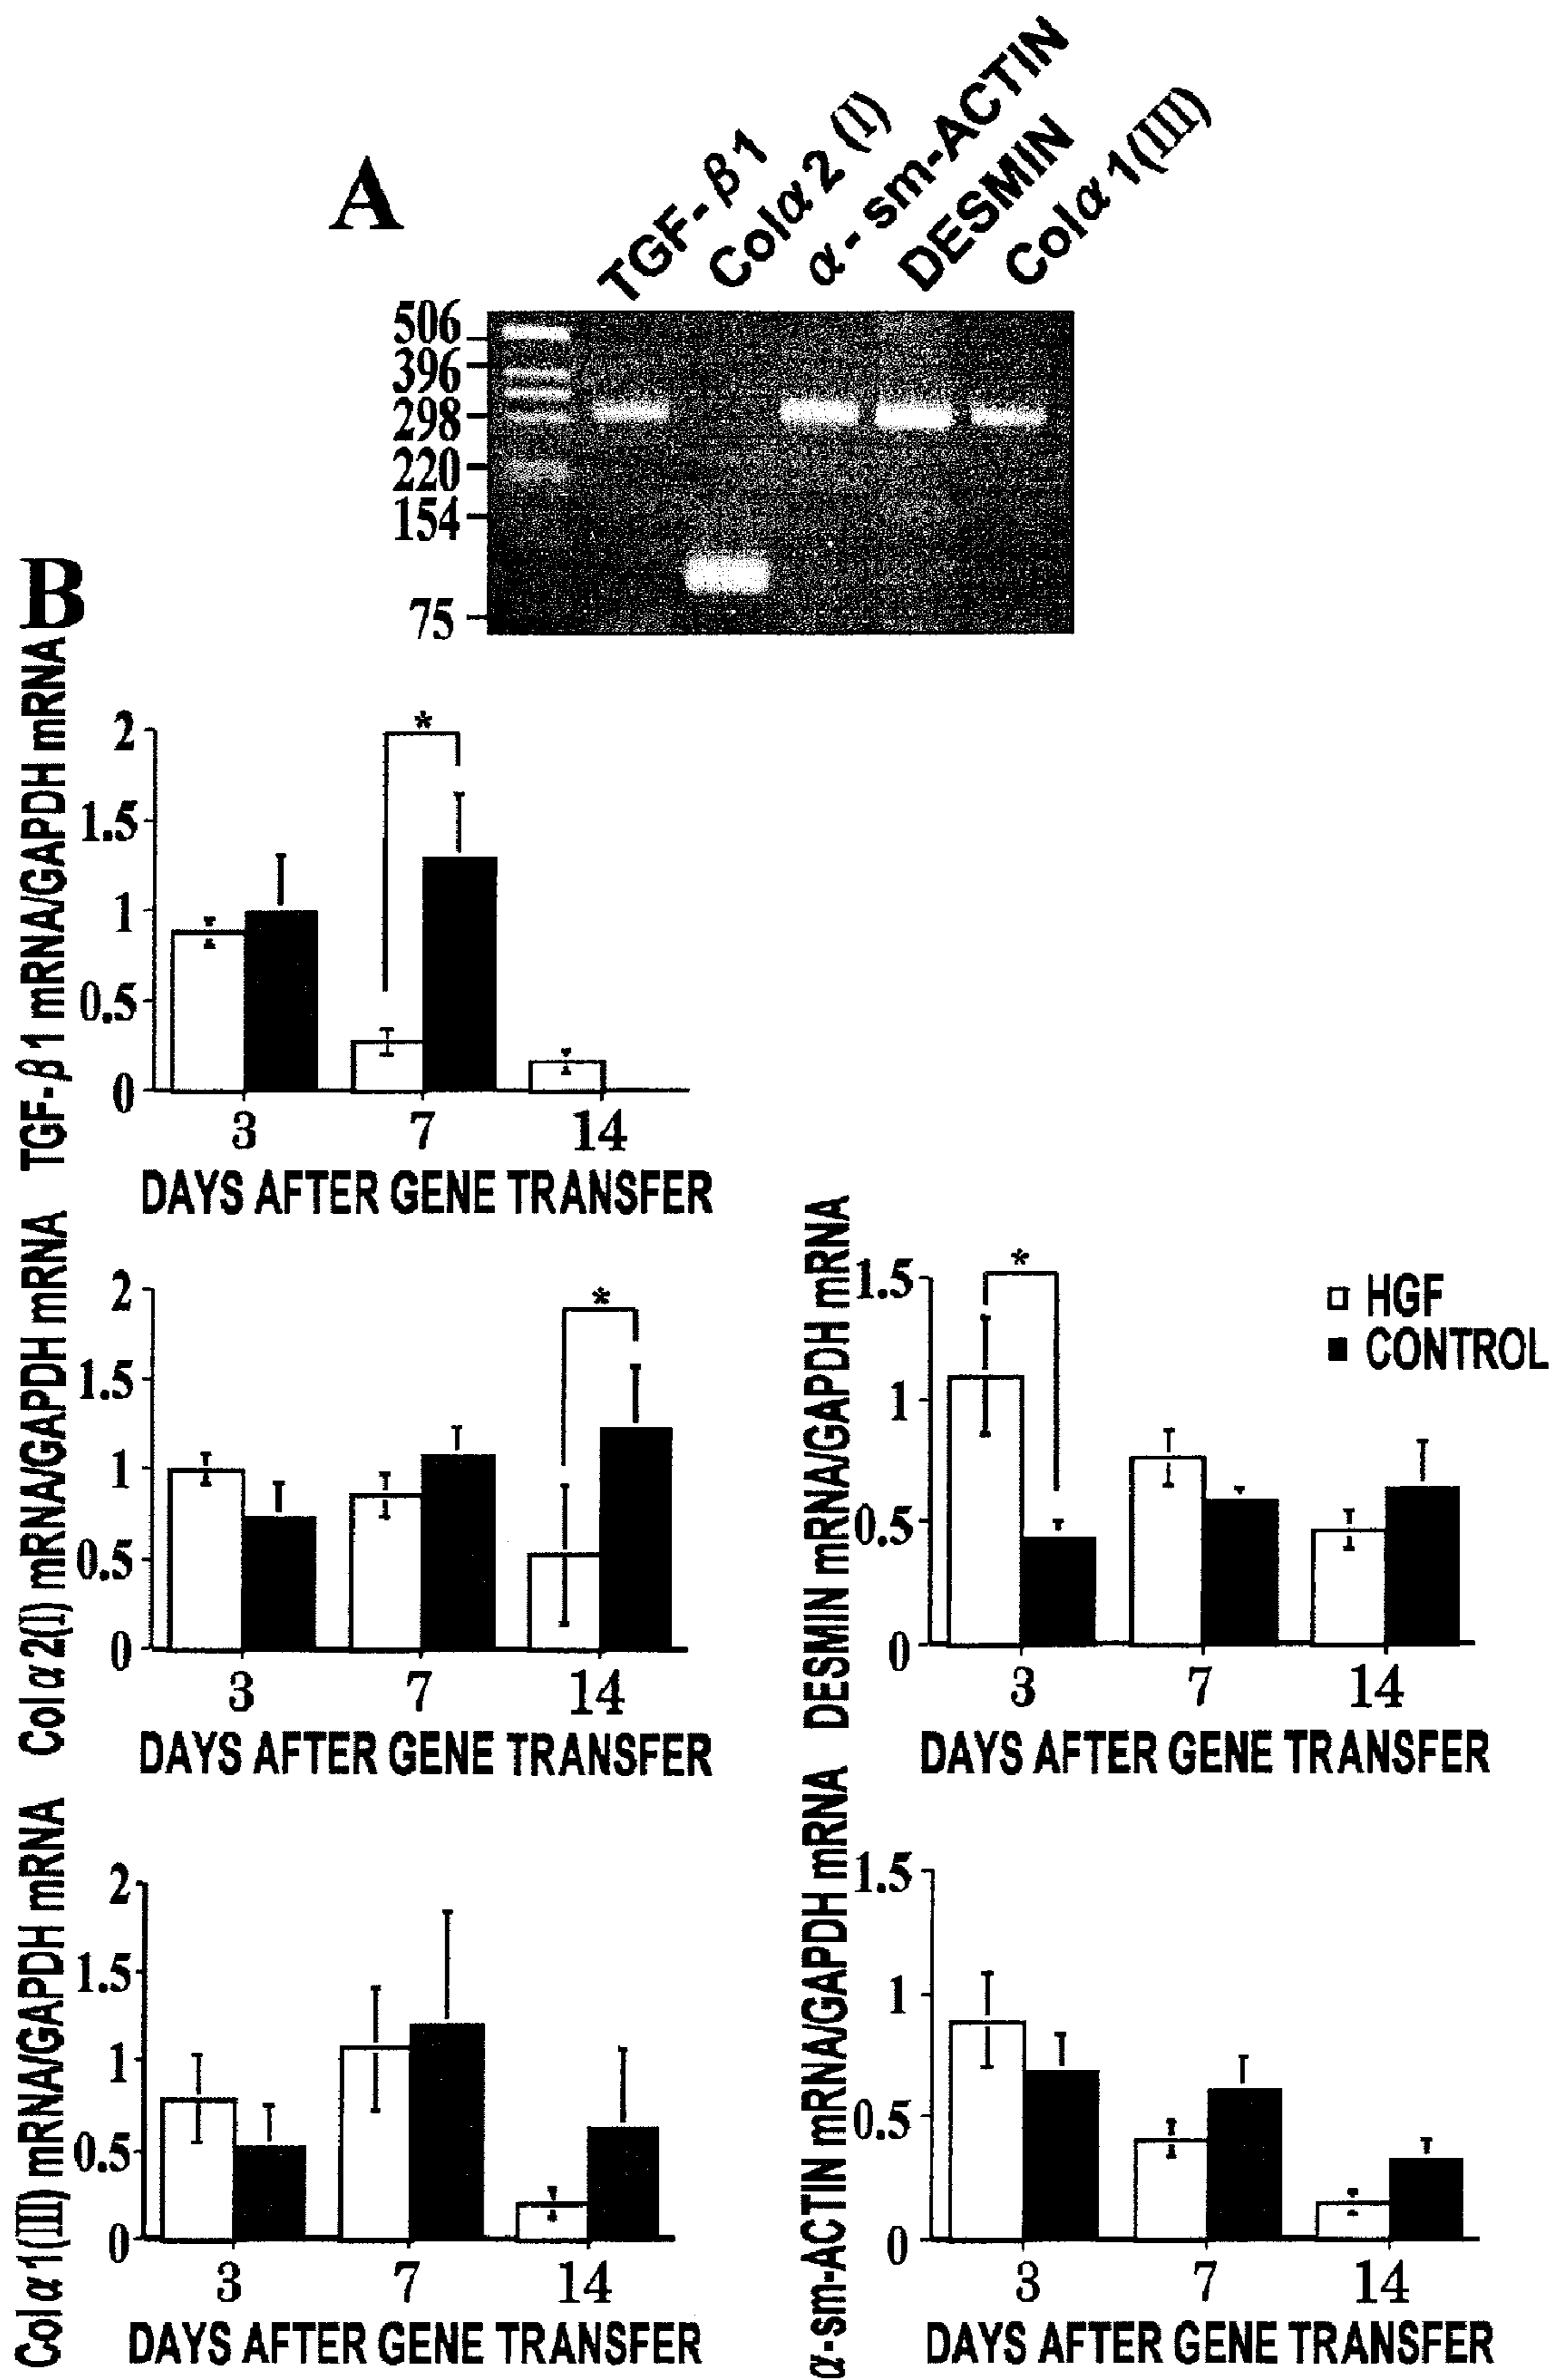 A
TGF-β1
Colα2 (I)
α-sm-ACTIN
DESMIN
Colα1(III)
506
396
298
220
154
75
B
TGF-β1 mRNA/GAPDH mRNA
2
1.5
1
0.5
0
*
3 7 14
DAYS AFTER GENE TRANSFER
Colα2(I) mRNA/GAPDH mRNA
2
1.5
1
0.5
0
*
3 7 14
DAYS AFTER GENE TRANSFER
DESMIN mRNA/GAPDH mRNA
1.5
1
0.5
0
*
HGF
CONTROL
3 7 14
DAYS AFTER GENE TRANSFER
Colα1(III) mRNA/GAPDH mRNA
2
1.5
1
0.5
0
3 7 14
DAYS AFTER GENE TRANSFER
α-sm-ACTIN mRNA/GAPDH mRNA
1.5
1
0.5
0
3 7 14
DAYS AFTER GENE TRANSFER